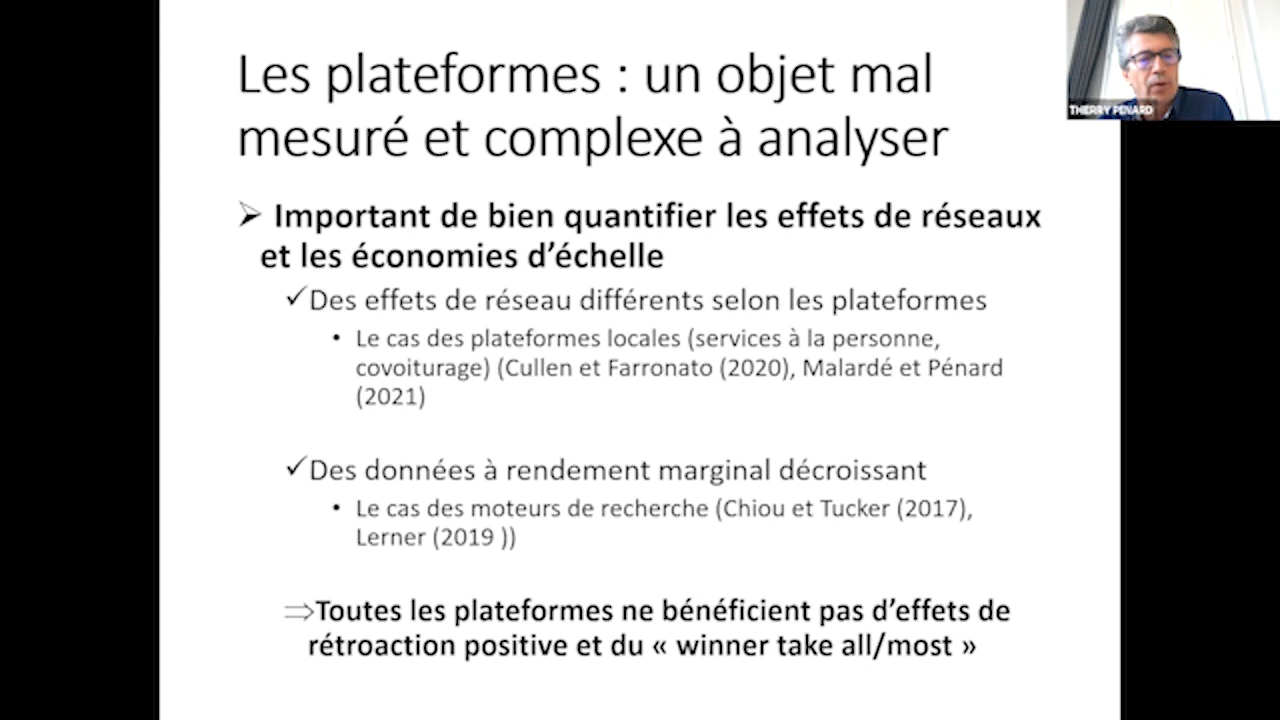 Les plateformes : un objet mal
mesuré et complexe à analyser
THIERRY PENARD
➢ Important de bien quantifier les effets de réseaux
et les économies d’échelle
✓Des effets de réseau différents selon les plateformes
• Le cas des plateformes locales (services à la personne,
covoiturage) (Cullen et Farronato (2020), Malardé et Pénard
(2021)
✓Des données à rendement marginal décroissant
• Le cas des moteurs de recherche (Chiou et Tucker (2017),
Lerner (2019 ))
⇒Toutes les plateformes ne bénéficient pas d’effets de
rétroaction positive et du « winner take all/most »